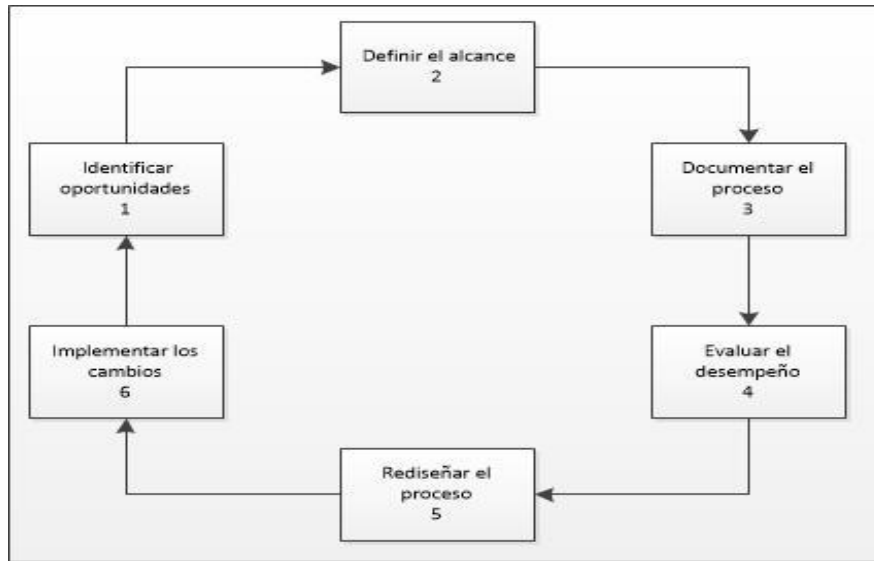 Definir el alcance
2
Identificar
oportunidades
1
Documentar el
proceso
3
Implementar los
cambios
6
Evaluar el
desempeño
4
Rediseñar el
proceso
5